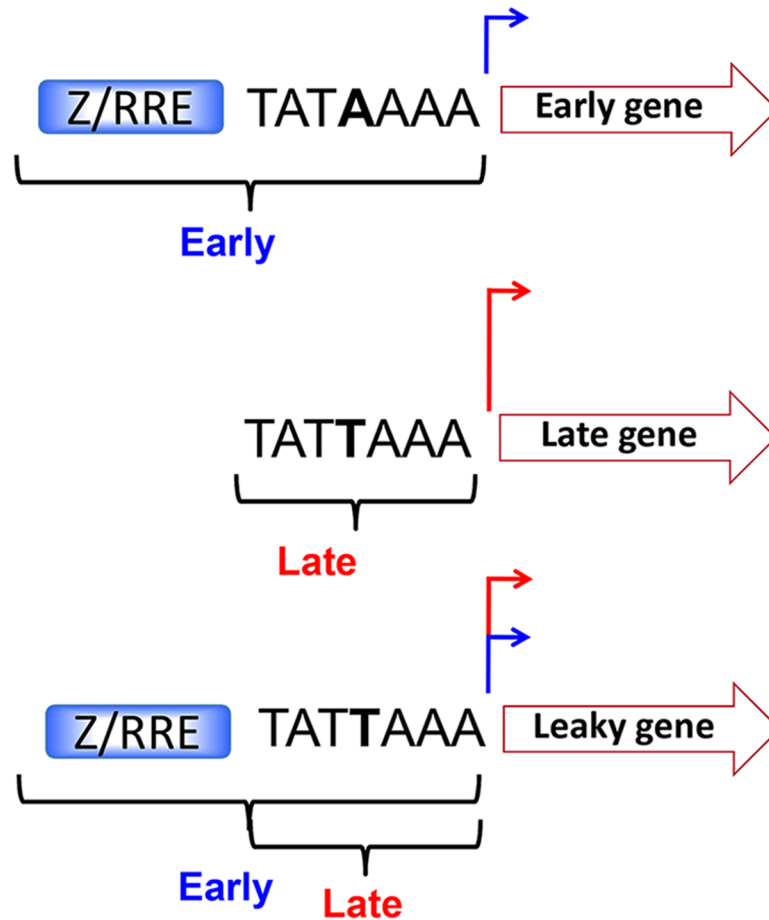 Z/RRE TATAAAA Early gene
Early
TATTAAA Late gene
Late
Z/RRE TATTAAA Leaky gene
Early Late